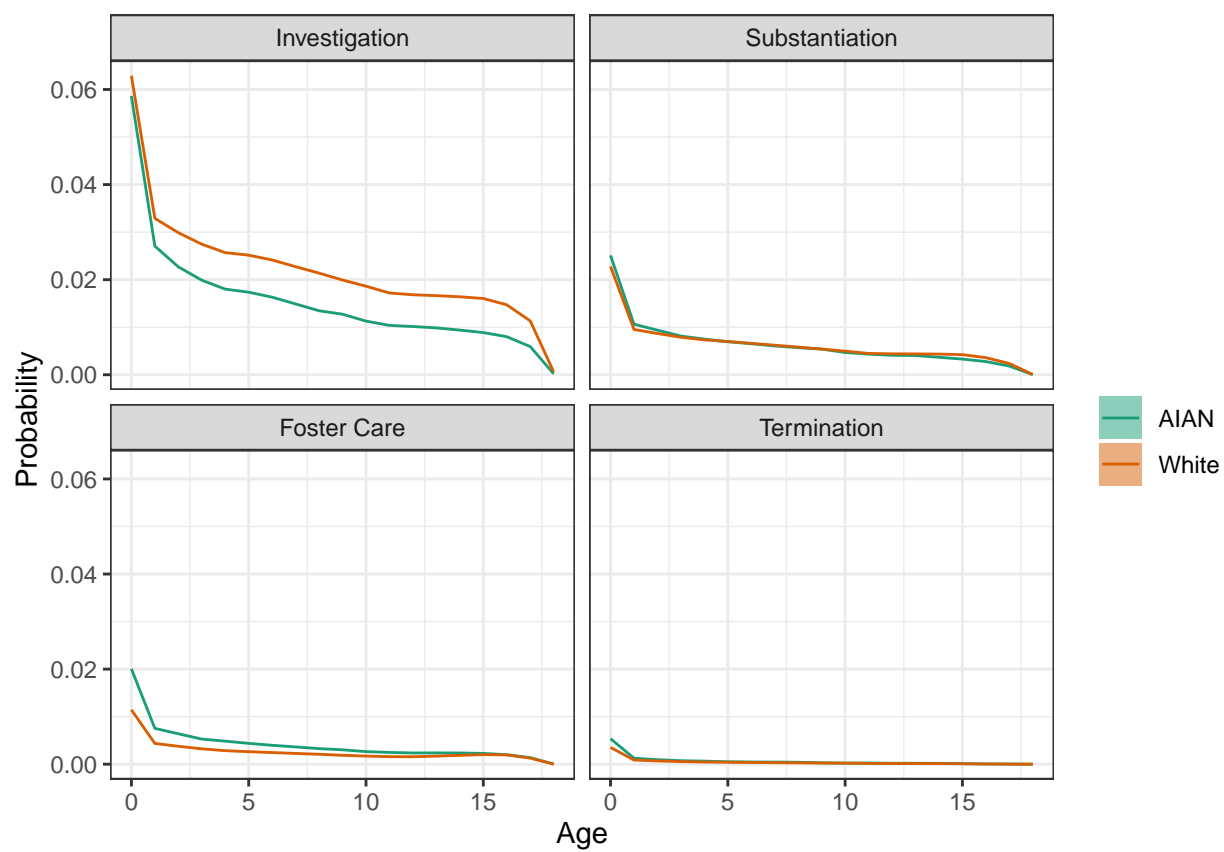 Investigation
Substantiation
0.06
0.04
0.02
0.00
Foster Care
Termination
0.06
0.04
0.02
0.00
0
5
10
15
0
5
10
15
Age
Probability
AIAN
White